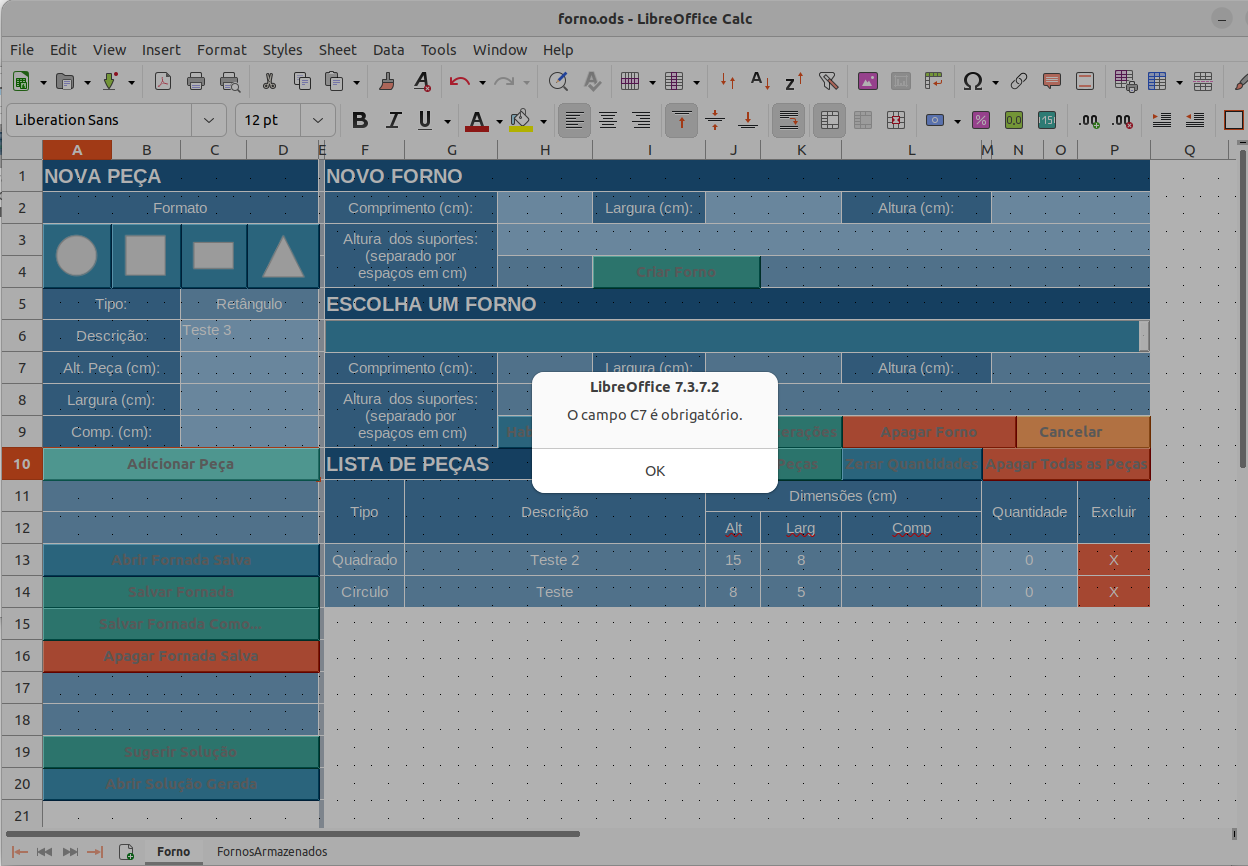 forno.ods - LibreOffice Calc
File Edit View Insert Format Styles Sheet Data Tools Window Help
Liberation Sans 12 pt
A B C D E F G H I J K L M N O P Q
1 NOVA PEÇA NOVO FORNO
2 Formato Comprimento (cm): Largura (cm): Altura (cm):
3 Altura dos suportes:
(separado por
4 espaços em cm) Criar Forno
5 Tipo: Retângulo ESCOLHA UM FORNO
6 Descrição: Teste 3
7 Alt. Peça (cm): Comprimento (cm): Largura (cm): Altura (cm):
LibreOffice 7.3.7.2
O campo C7 é obrigatório.
OK
8 Largura (cm): Altura dos suportes:
(separado por
9 Comp. (cm): espaços em cm) Apagar Forno Cancelar
10 Adicionar Peça LISTA DE PEÇAS Zerar Quantidades Apagar Todas as Peças
11 Tipo Descrição Dimensões (cm) Quantidade Excluir
12 Alt Larg Comp
13 Abrir Fornada Salva Quadrado Teste 2 15 8 0 X
14 Salvar Fornada Círculo Teste 8 5 0 X
15 Salvar Fornada Como...
16 Apagar Fornada Salva
17
18
19 Sugerir Solução
20 Abrir Solução Gerada
21
Forno FornosArmazenados